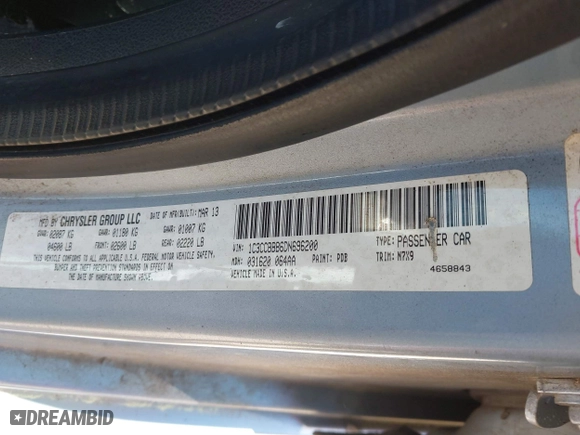 MFD BY CHRYSLER GROUP LLC DATE OF MFR(BUILT): MAR 13
GVWR: 02087 KG GAWR: 01180 KG GAWR: 01007 KG
04600 LB FRONT: 02600 LB REAR: 02220 LB
THIS VEHICLE CONFORMS TO ALL APPLICABLE U.S.A. FEDERAL MOTOR VEHICLE SAFETY,
BUMPER AND THEFT PREVENTION STANDARDS IN EFFECT ON
THE DATE OF MANUFACTURE SHOWN ABOVE.
VIN: 1C3CCBBB6DN696200 TYPE: PASSENGER CAR
MDH: 031620 064AA PAINT: PDB TRIM: N7X9
VEHICLE MADE IN U.S.A. 4658843
DREAMBID